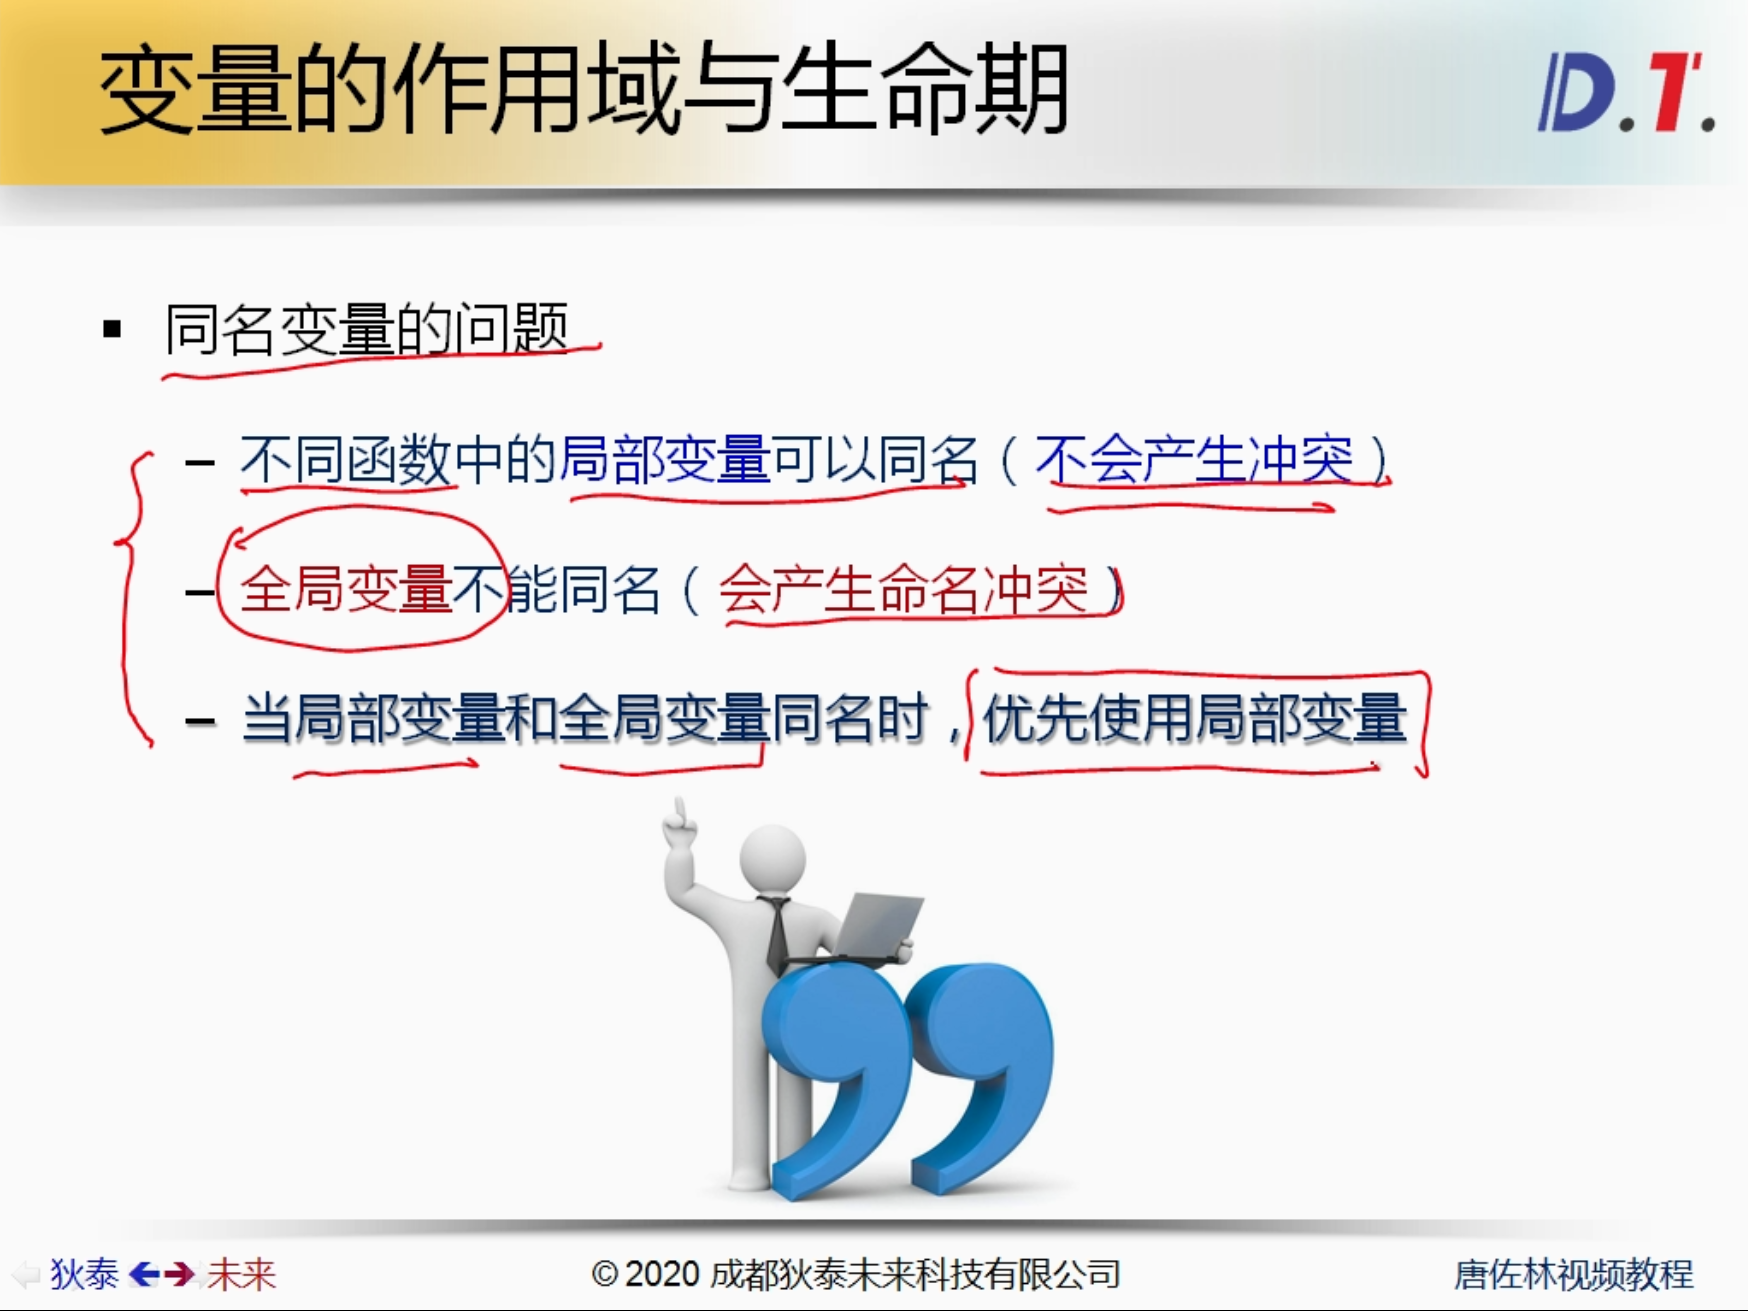 变量的作用域与生命期
D.T.
▪ 同名变量的问题
– 不同函数中的局部变量可以同名（不会产生冲突）
– 全局变量不能同名（会产生命名冲突）
– 当局部变量和全局变量同名时，优先使用局部变量
狄泰 未来
© 2020 成都狄泰未来科技有限公司
唐佐林视频教程